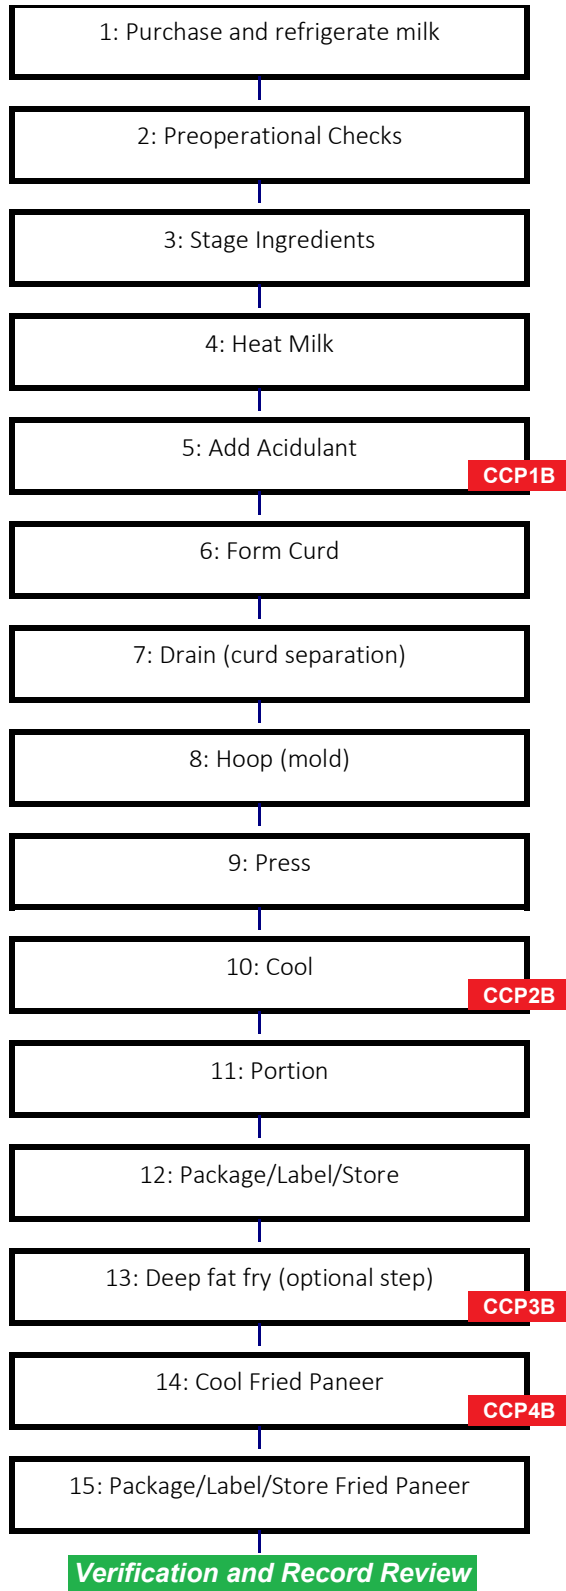 1: Purchase and refrigerate milk
2: Preoperational Checks
3: Stage Ingredients
4: Heat Milk
5: Add Acidulant
CCP1B
6: Form Curd
7: Drain (curd separation)
8: Hoop (mold)
9: Press
10: Cool
CCP2B
11: Portion
12: Package/Label/Store
13: Deep fat fry (optional step)
CCP3B
14: Cool Fried Paneer
CCP4B
15: Package/Label/Store Fried Paneer
Verification and Record Review